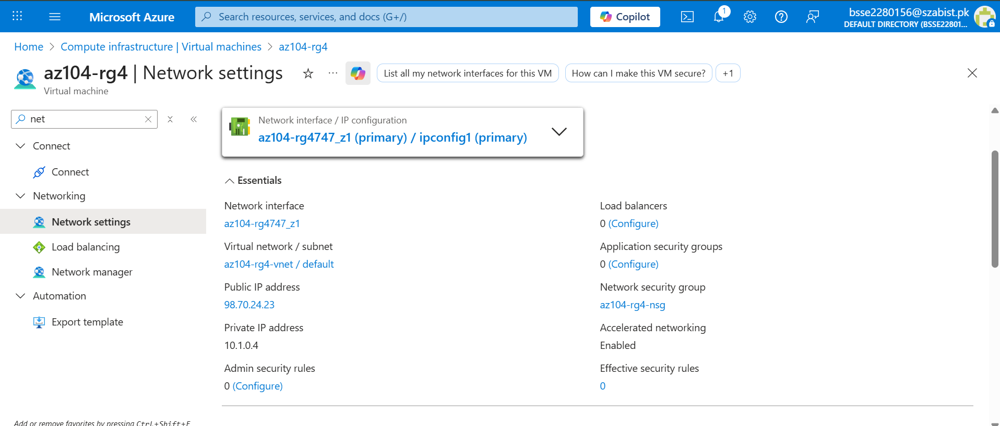 Microsoft Azure
Search resources, services, and docs (G+/)
Copilot
1
bsse2280156@szabist.pk
DEFAULT DIRECTORY (BSSE22801...
Home > Compute infrastructure | Virtual machines > az104-rg4
az104-rg4 | Network settings
Virtual machine
List all my network interfaces for this VM
How can I make this VM secure?
+1
net
Connect
Connect
Networking
Network settings
Load balancing
Network manager
Automation
Export template
Add or remove favorites by pressing Ctrl+Shift+F
Network interface / IP configuration
az104-rg4747_z1 (primary) / ipconfig1 (primary)
Essentials
Network interface
az104-rg4747_z1
Virtual network / subnet
az104-rg4-vnet / default
Public IP address
98.70.24.23
Private IP address
10.1.0.4
Admin security rules
0 (Configure)
Load balancers
0 (Configure)
Application security groups
0 (Configure)
Network security group
az104-rg4-nsg
Accelerated networking
Enabled
Effective security rules
0